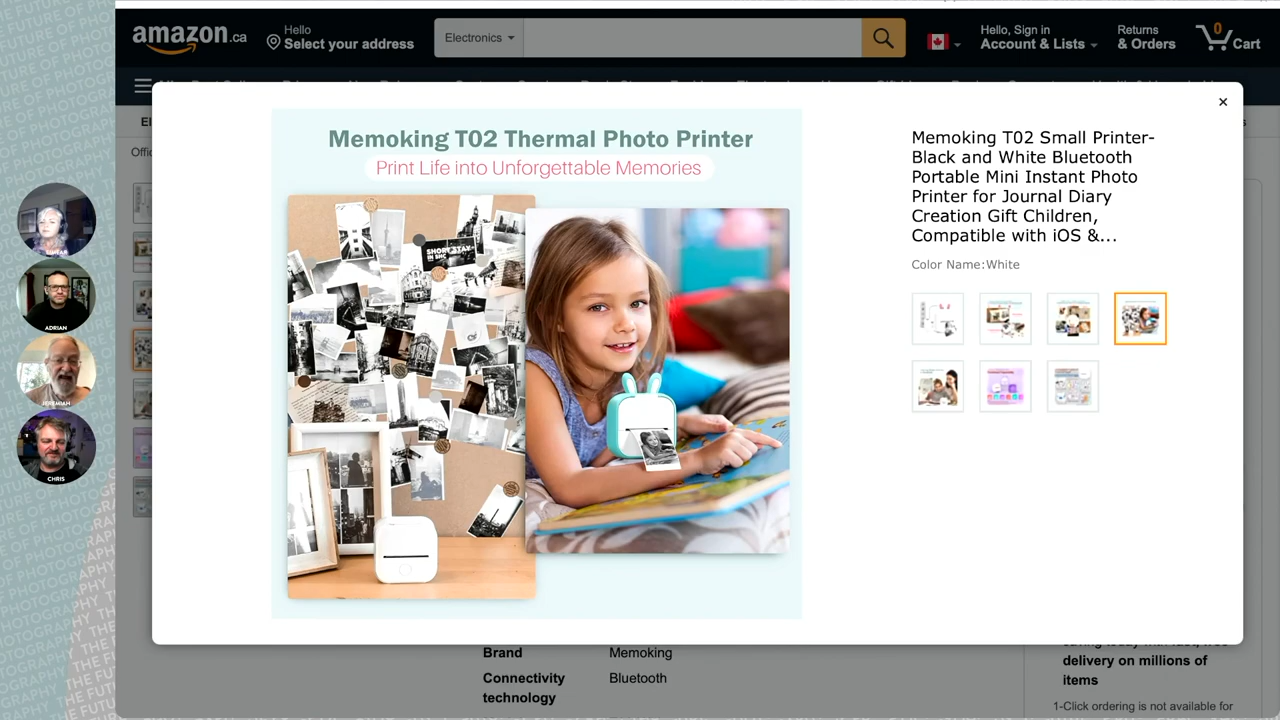 amazon.ca
Hello
Select your address
Electronics
Hello, Sign in
Account & Lists
Returns
& Orders
0
Cart
Memoking T02 Thermal Photo Printer
Print Life into Unforgettable Memories
SHORT STAY
Memoking T02 Small Printer-
Black and White Bluetooth
Portable Mini Instant Photo
Printer for Journal Diary
Creation Gift Children,
Compatible with iOS &...
Color Name:White
ADRIAN
JEREMIAH
CHRIS
Brand
Memoking
Connectivity
technology
Bluetooth
delivery on millions of
items
1-Click ordering is not available for